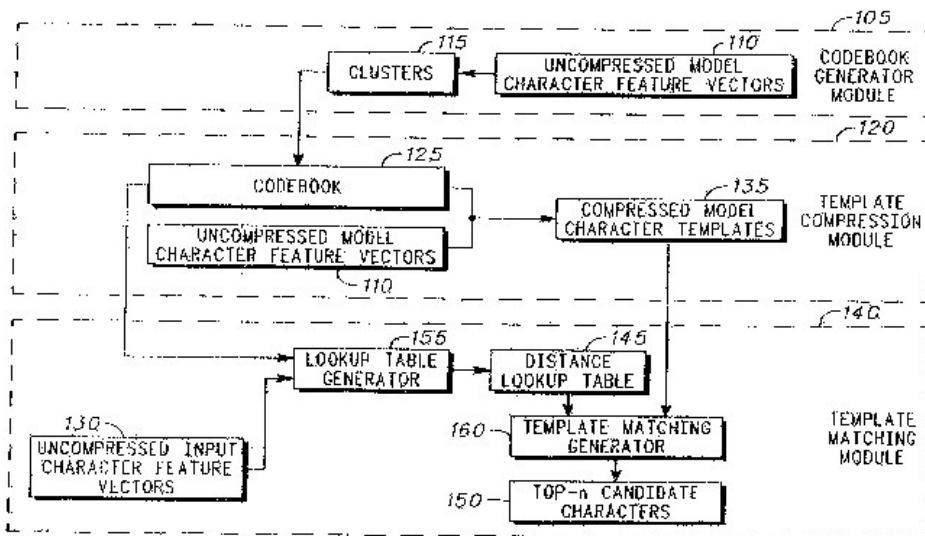 105
115
110
CLUSTERS
UNCOMPRESSED MODEL
CHARACTER FEATURE VECTORS
CODEBOOK
GENERATOR
MODULE
120
125
CODEBOOK
135
COMPRESSED MODEL
CHARACTER TEMPLATES
TEMPLATE
COMPRESSION
MODULE
UNCOMPRESSED MODEL
CHARACTER FEATURE VECTORS
110
140
155
LOOKUP TABLE
GENERATOR
145
DISTANCE
LOOKUP TABLE
130
UNCOMPRESSED INPUT
CHARACTER FEATURE
VECTORS
160
TEMPLATE MATCHING
GENERATOR
TEMPLATE
MATCHING
MODULE
150
TOP-n CANDIDATE
CHARACTERS